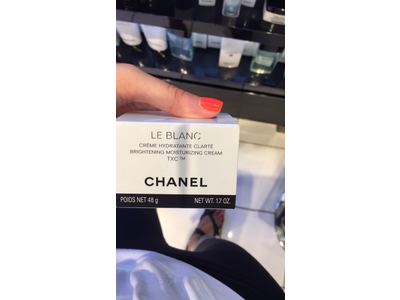 LE BLANC
CRÈME HYDRATANTE CLARTÉ
BRIGHTENING MOISTURIZING CREAM
TXC™
CHANEL
POIDS NET 48 g NET WT. 1.7 OZ.